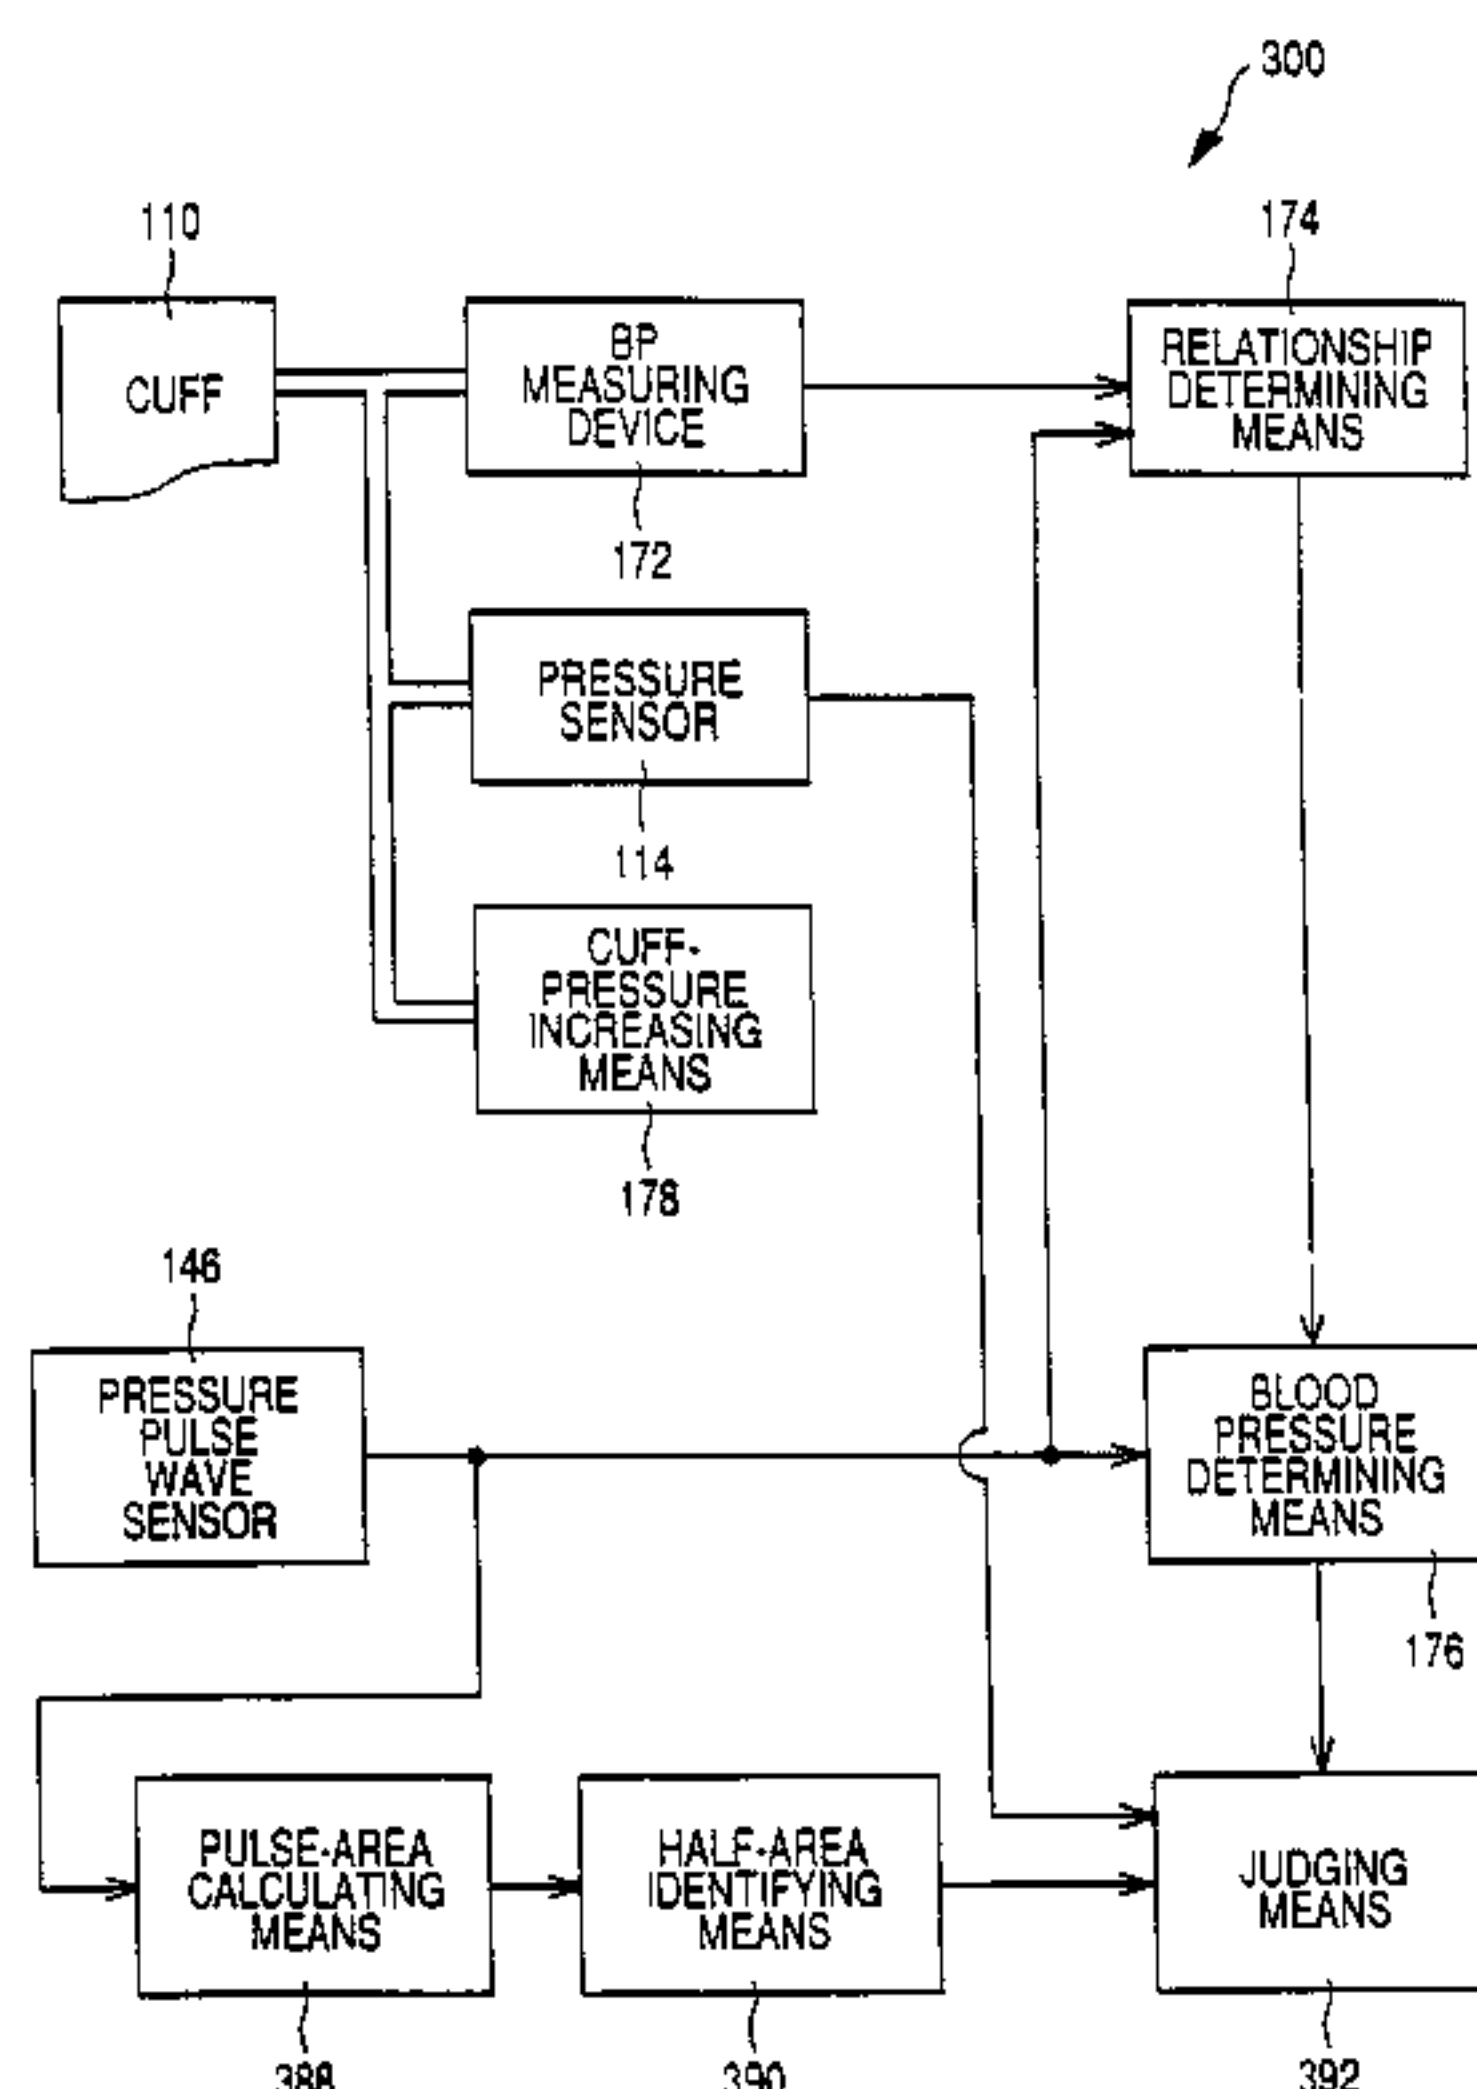 300
110
174
CUFF
BP
MEASURING
DEVICE
RELATIONSHIP
DETERMINING
MEANS
172
PRESSURE
SENSOR
114
CUFF-
PRESSURE
INCREASING
MEANS
178
146
PRESSURE
PULSE
WAVE
SENSOR
BLOOD
PRESSURE
DETERMINING
MEANS
176
PULSE-AREA
CALCULATING
MEANS
HALF-AREA
IDENTIFYING
MEANS
JUDGING
MEANS
388
390
392